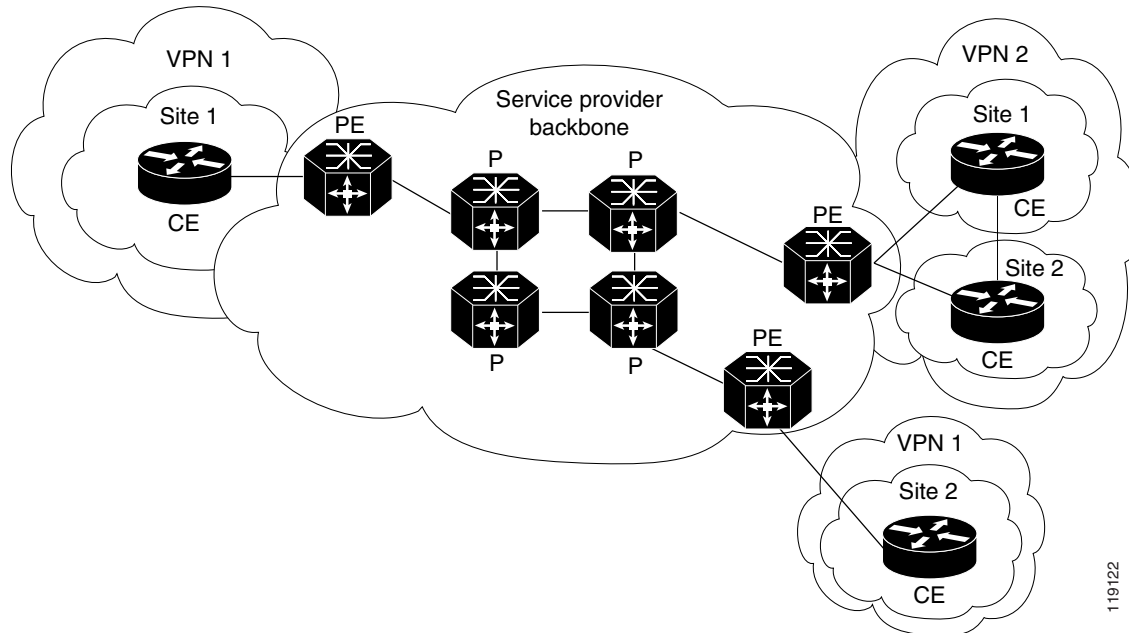 VPN 1
Site 1
CE
PE
Service provider
backbone
P
P
P
P
PE
PE
VPN 2
Site 1
CE
Site 2
CE
VPN 1
Site 2
CE
119122